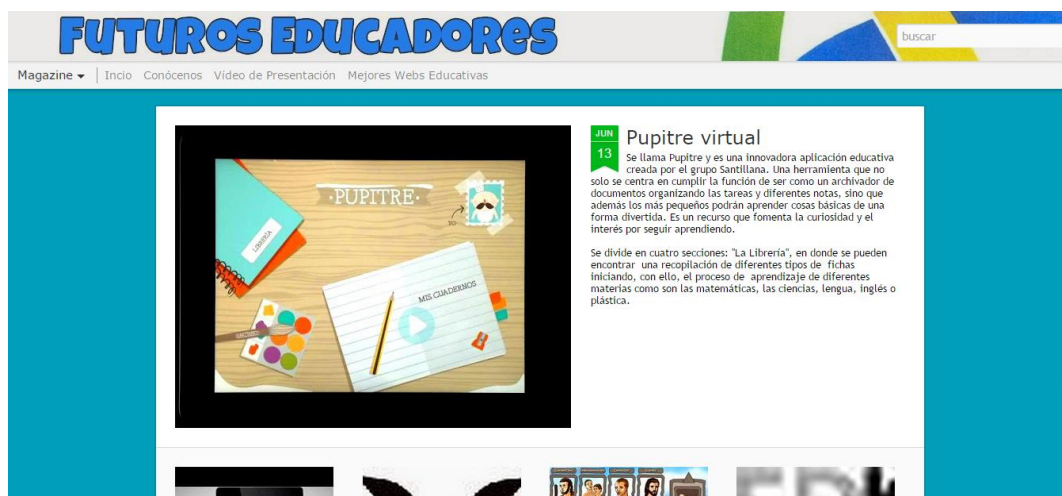 FUTUROS EDUCADORES
buscar
Magazine
Incio Conócenos Vídeo de Presentación Mejores Webs Educativas
PUPITRE
YO
LIBRERÍA
MIS CUADERNOS
JUN
13
Pupitre virtual
Se llama Pupitre y es una innovadora aplicación educativa
creada por el grupo Santillana. Una herramienta que no
solo se centra en cumplir la función de ser como un archivador de
documentos organizando las tareas y diferentes notas, sino que
además los más pequeños podrán aprender cosas básicas de una
forma divertida. Es un recurso que fomenta la curiosidad y el
interés por seguir aprendiendo.
Se divide en cuatro secciones: "La Librería", en donde se pueden
encontrar una recopilación de diferentes tipos de fichas
iniciando, con ello, el proceso de aprendizaje de diferentes
materias como son las matemáticas, las ciencias, lengua, inglés o
plástica.